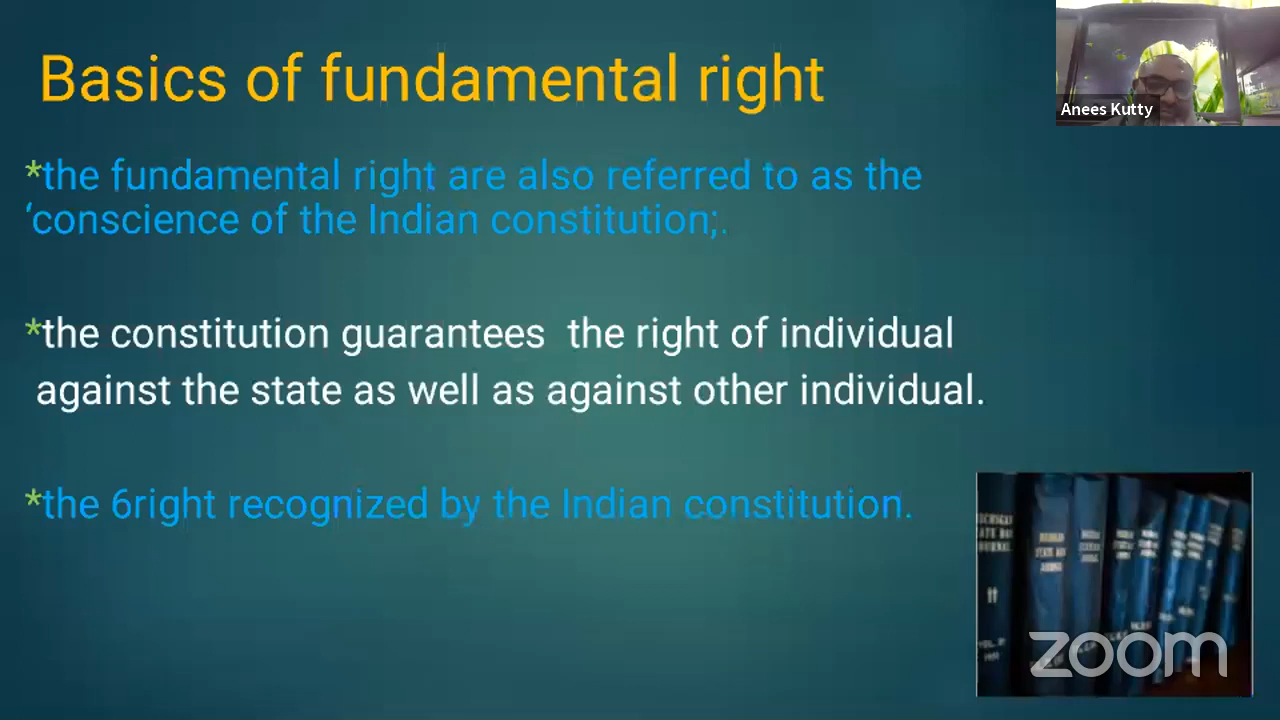 Basics of fundamental right
Anees Kutty
*the fundamental right are also referred to as the
‘conscience of the Indian constitution;.
*the constitution guarantees  the right of individual
against the state as well as against other individual.
*the 6right recognized by the Indian constitution.
zoom